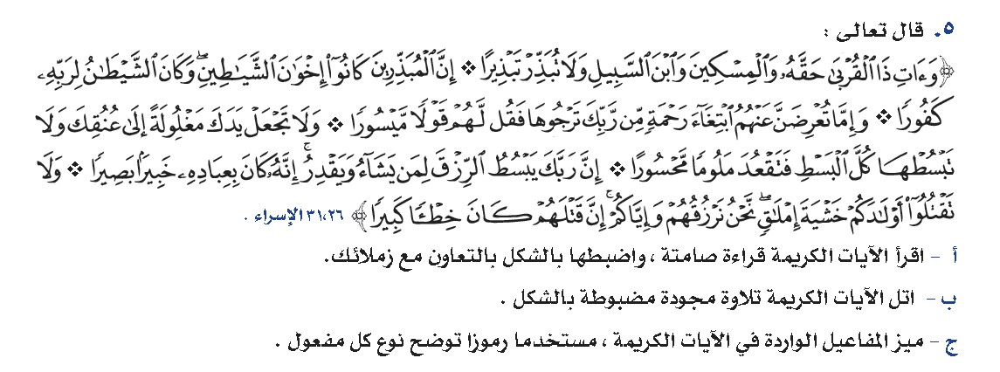 ٥. قال تعالى :
﴿وَءَاتِ ذَا ٱلْقُرْبَىٰ حَقَّهُۥ وَٱلْمِسْكِينَ وَٱبْنَ ٱلسَّبِيلِ وَلَا تُبَذِّرْ تَبْذِيرًا ❖ إِنَّ ٱلْمُبَذِّرِينَ كَانُوٓا۟ إِخْوَٰنَ ٱلشَّيَٰطِينِ ۖ وَكَانَ ٱلشَّيْطَٰنُ لِرَبِّهِۦ
كَفُورًا ❖ وَإِمَّا تُعْرِضَنَّ عَنْهُمُ ٱبْتِغَآءَ رَحْمَةٍ مِّن رَّبِّكَ تَرْجُوهَا فَقُل لَّهُمْ قَوْلًا مَّيْسُورًا ❖ وَلَا تَجْعَلْ يَدَكَ مَغْلُولَةً إِلَىٰ عُنُقِكَ وَلَا
تَبْسُطْهَا كُلَّ ٱلْبَسْطِ فَتَقْعُدَ مَلُومًا مَّحْسُورًا ❖ إِنَّ رَبَّكَ يَبْسُطُ ٱلرِّزْقَ لِمَن يَشَآءُ وَيَقْدِرُ ۚ إِنَّهُۥ كَانَ بِعِبَادِهِۦ خَبِيرًۢا بَصِيرًا ❖ وَلَا
تَقْتُلُوٓا۟ أَوْلَٰدَكُمْ خَشْيَةَ إِمْلَٰقٍ ۖ نَّحْنُ نَرْزُقُهُمْ وَإِيَّاكُمْ ۚ إِنَّ قَتْلَهُمْ كَانَ خِطْـًٔا كَبِيرًا﴾ ٣١،٢٦ الإسراء .
أ - اقرأ الآيات الكريمة قراءة صامتة ، واضبطها بالشكل بالتعاون مع زملائك.
ب - اتل الآيات الكريمة تلاوة مجودة مضبوطة بالشكل .
ج - ميز المفاعيل الواردة في الآيات الكريمة ، مستخدما رموزا توضح نوع كل مفعول .